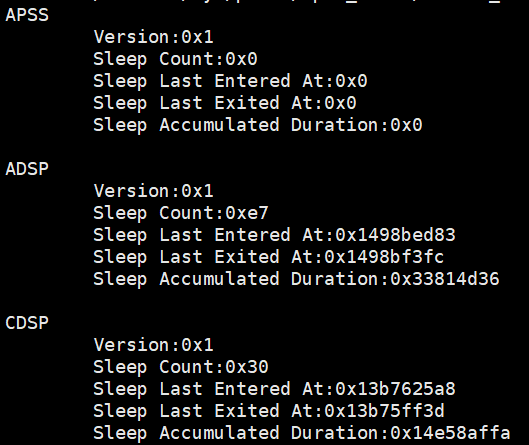 APSS
Version:0x1
Sleep Count:0x0
Sleep Last Entered At:0x0
Sleep Last Exited At:0x0
Sleep Accumulated Duration:0x0
ADSP
Version:0x1
Sleep Count:0xe7
Sleep Last Entered At:0x1498bed83
Sleep Last Exited At:0x1498bf3fc
Sleep Accumulated Duration:0x33814d36
CDSP
Version:0x1
Sleep Count:0x30
Sleep Last Entered At:0x13b7625a8
Sleep Last Exited At:0x13b75ff3d
Sleep Accumulated Duration:0x14e58affa